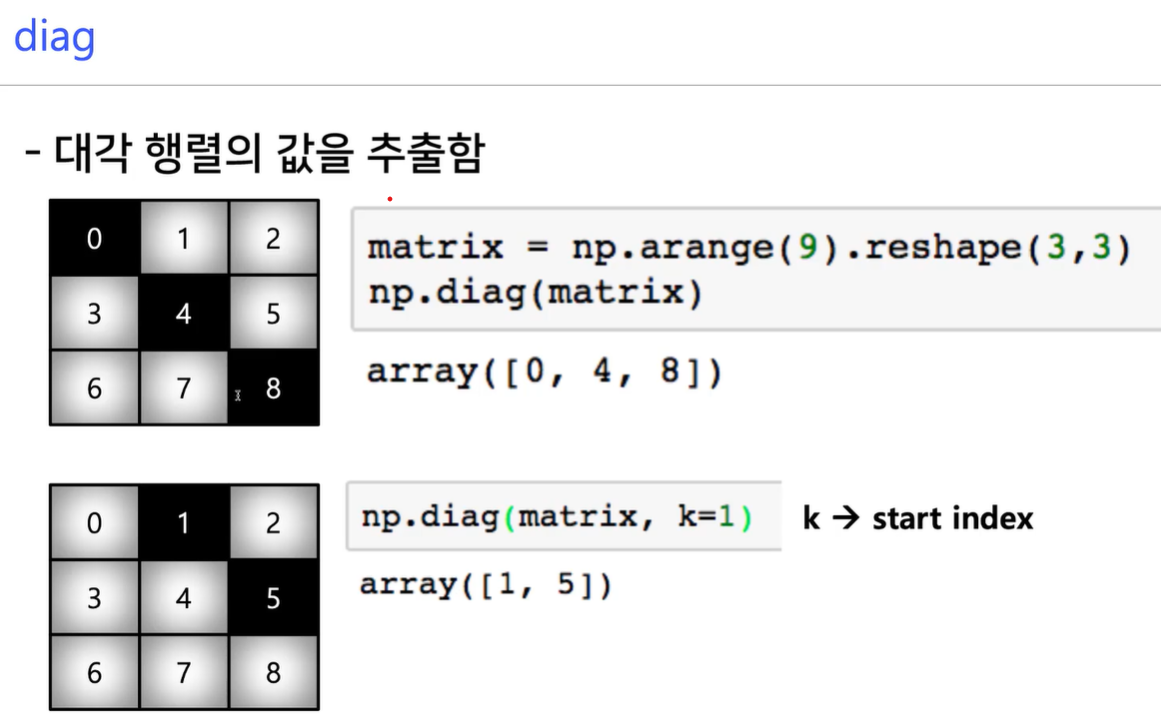 diag
- 대각 행렬의 값을 추출함
0 1 2
3 4 5
6 7 8
matrix = np.arange(9).reshape(3,3)
np.diag(matrix)
array([0, 4, 8])
0 1 2
3 4 5
6 7 8
np.diag(matrix, k=1)
k → start index
array([1, 5])